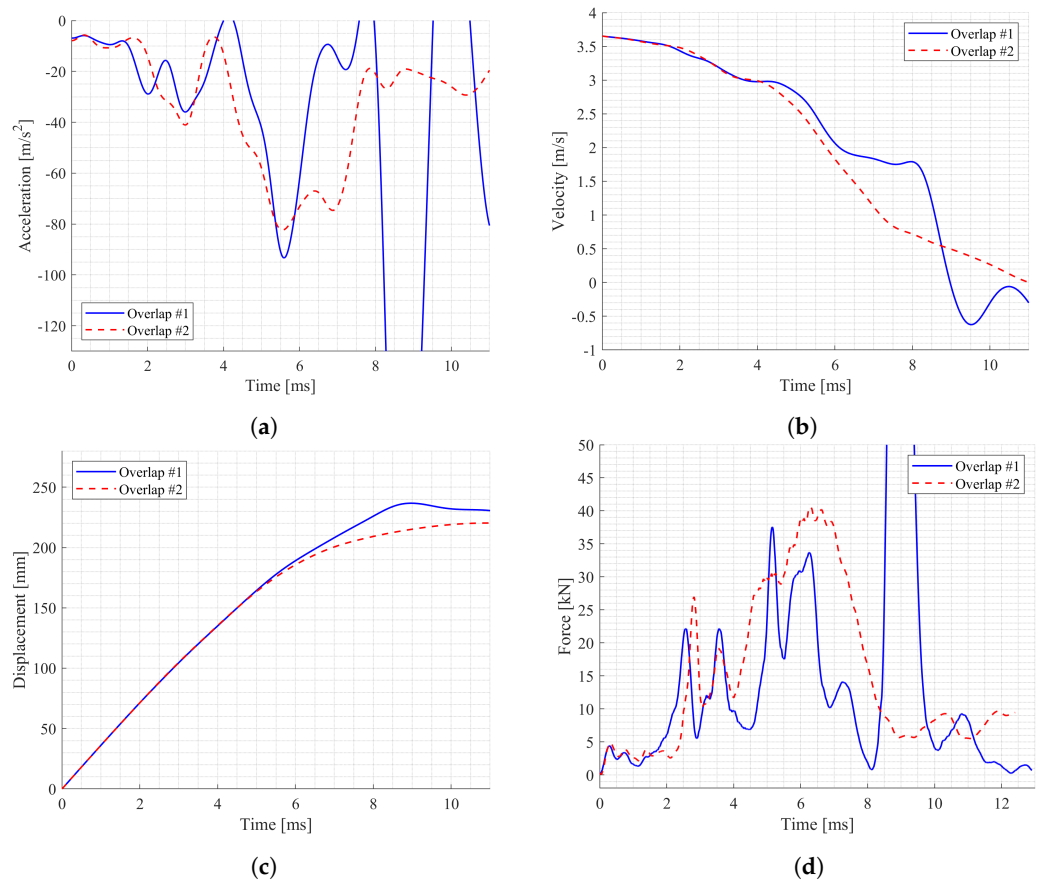 0
-20
-40
-60
-80
-100
-120
Acceleration [m/s²]
Overlap #1
Overlap #2
0 2 4 6 8 10
Time [ms]
(a)
4
3.5
3
2.5
2
1.5
1
0.5
0
-0.5
-1
Velocity [m/s]
Overlap #1
Overlap #2
0 2 4 6 8 10
Time [ms]
(b)
250
200
150
100
50
0
Displacement [mm]
Overlap #1
Overlap #2
0 2 4 6 8 10
Time [ms]
(c)
50
45
40
35
30
25
20
15
10
5
0
Force [kN]
Overlap #1
Overlap #2
0 2 4 6 8 10 12
Time [ms]
(d)